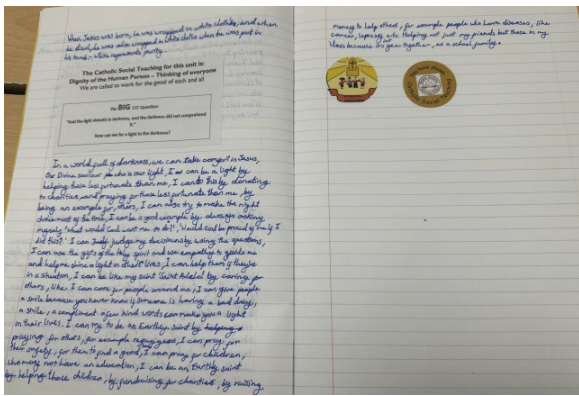 When Jesus was born, he was wrapped in white clothes, and when
he died, he was also wrapped in white cloths when he was put in
his tomb - white represents purity.
The Catholic Social Teaching for this unit is:
Dignity of the Human Person – Thinking of everyone
We are called to work for the good of each and all
The BIG CST Question
"And the light shineth in darkness, and the darkness did not comprehend
it."
How can we be a light in the darkness?
In a world full of darkness, we can take comfort in Jesus,
Our Divine saviour who is our light, I can be a light by
helping those less fortunate than me, I can do this by donating
to charities, and praying for those less fortunate than me, by
being an example for others, I can also try to make the right
choice most of the time, I can be a good example by always asking
myself 'what would God want me to do?', 'Would God be proud of me if I
did this?' I can judge my decisions by using the questions,
I can use the gifts of the Holy spirit and use empathy to guide me
and help me shine a light in lives, I can help them if they're
in a situation, I can be like my saint Saint by caring for
others, like I can care for people around me, I can give people
a smile because you never know if someone is having a bad day,
a smile, a compliment a few kind words can make you a light
in their lives. I can try to be an Earthly saint by helping
praying for others, for example refugees, I can pray for
their safety, for them to find a good, I can pray for children,
who may not have an education, I can be an Earthly saint
by helping those children, by fundraising for charities, by raising
money to help others, for example people who have diseases, like
cancer, leprosy etc. Helping not just my friends but those in my
class because we together, as a school family.